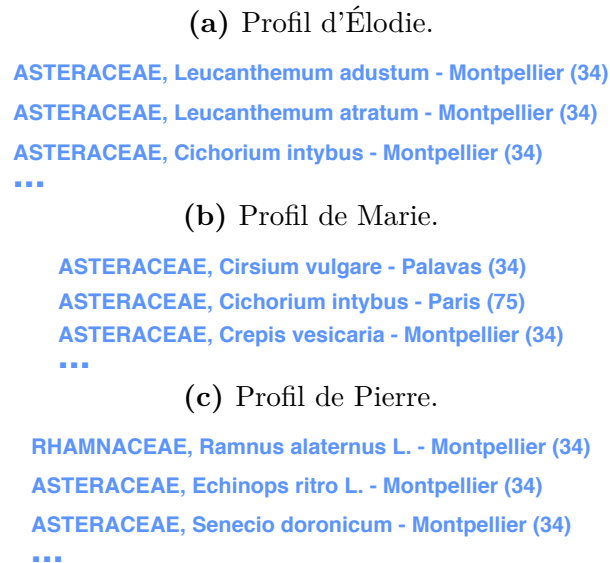 (a) Profil d'Élodie.
ASTERACEAE, Leucanthemum adustum - Montpellier (34)
ASTERACEAE, Leucanthemum atratum - Montpellier (34)
ASTERACEAE, Cichorium intybus - Montpellier (34)
...
(b) Profil de Marie.
ASTERACEAE, Cirsium vulgare - Palavas (34)
ASTERACEAE, Cichorium intybus - Paris (75)
ASTERACEAE, Crepis vesicaria - Montpellier (34)
...
(c) Profil de Pierre.
RHAMNACEAE, Ramnus alaternus L. - Montpellier (34)
ASTERACEAE, Echinops ritro L. - Montpellier (34)
ASTERACEAE, Senecio doronicum - Montpellier (34)
...